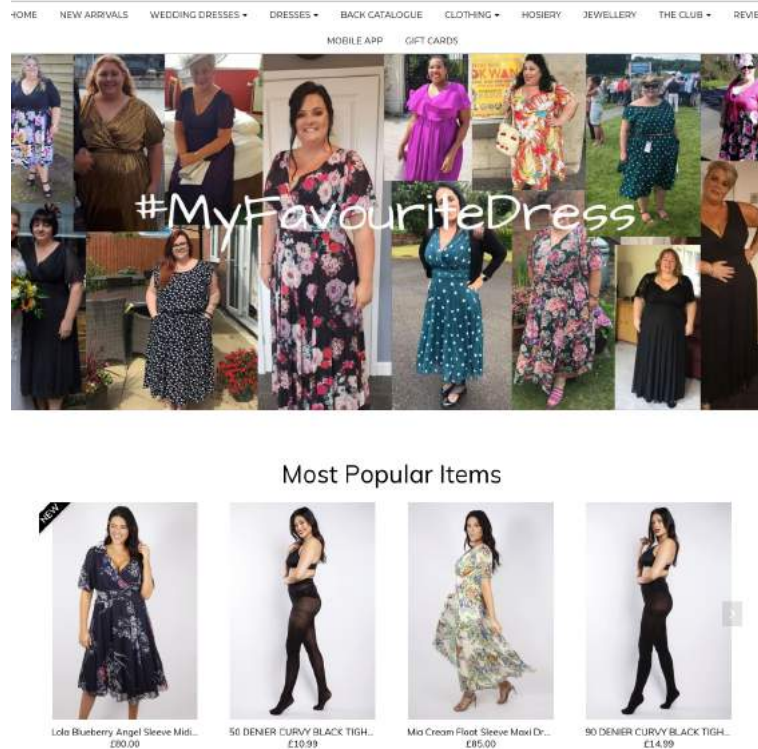 HOME NEW ARRIVALS WEDDING DRESSES DRESSES BACK CATALOGUE CLOTHING HOSIERY JEWELLERY THE CLUB REVIE
MOBILE APP GIFT CARDS
#MyFavouriteDress
Most Popular Items
NEW
Lola Blueberry Angel Sleeve Midi...
50 DENIER CURVY BLACK TIGH...
Mia Cream Float Sleeve Maxi Dr...
90 DENIER CURVY BLACK TIGH...
£80.00
£10.99
£85.00
£14.99